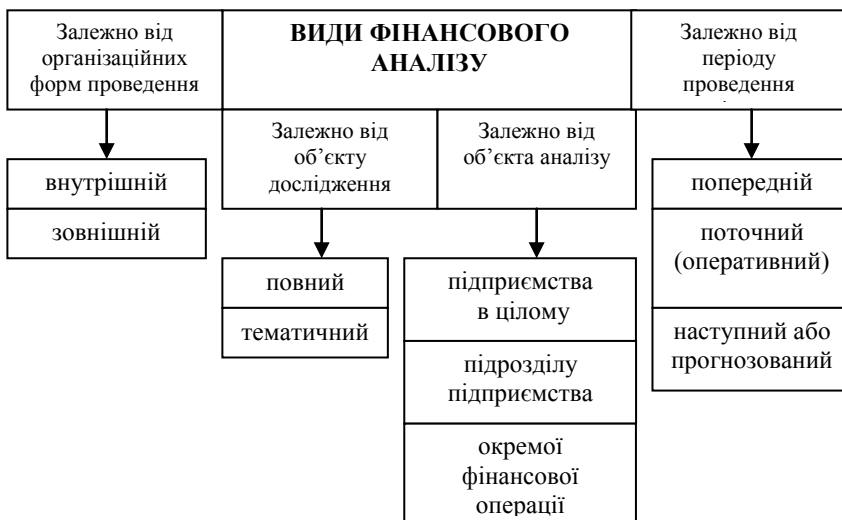 Залежно від
організаційних
форм проведення
ВИДИ ФІНАНСОВОГО
АНАЛІЗУ
Залежно від
періоду
проведення
Залежно від
об’єкту
дослідження
Залежно від
об’єкта аналізу
внутрішній
зовнішній
повний
тематичний
підприємства
в цілому
підрозділу
підприємства
окремої
фінансової
операції
попередній
поточний
(оперативний)
наступний або
прогнозований